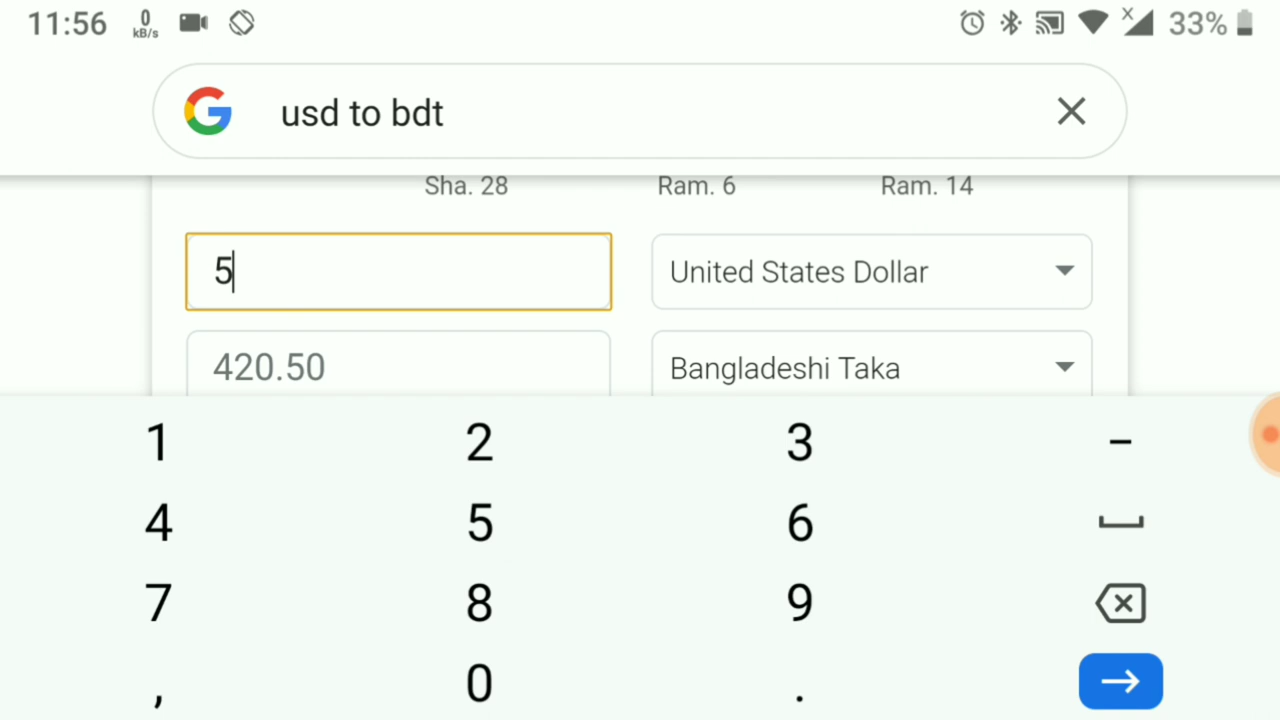 11:56 0 kB/s 33%
usd to bdt
Sha. 28 Ram. 6 Ram. 14
5 United States Dollar
420.50 Bangladeshi Taka
1 2 3 -
4 5 6
7 8 9
, 0 .